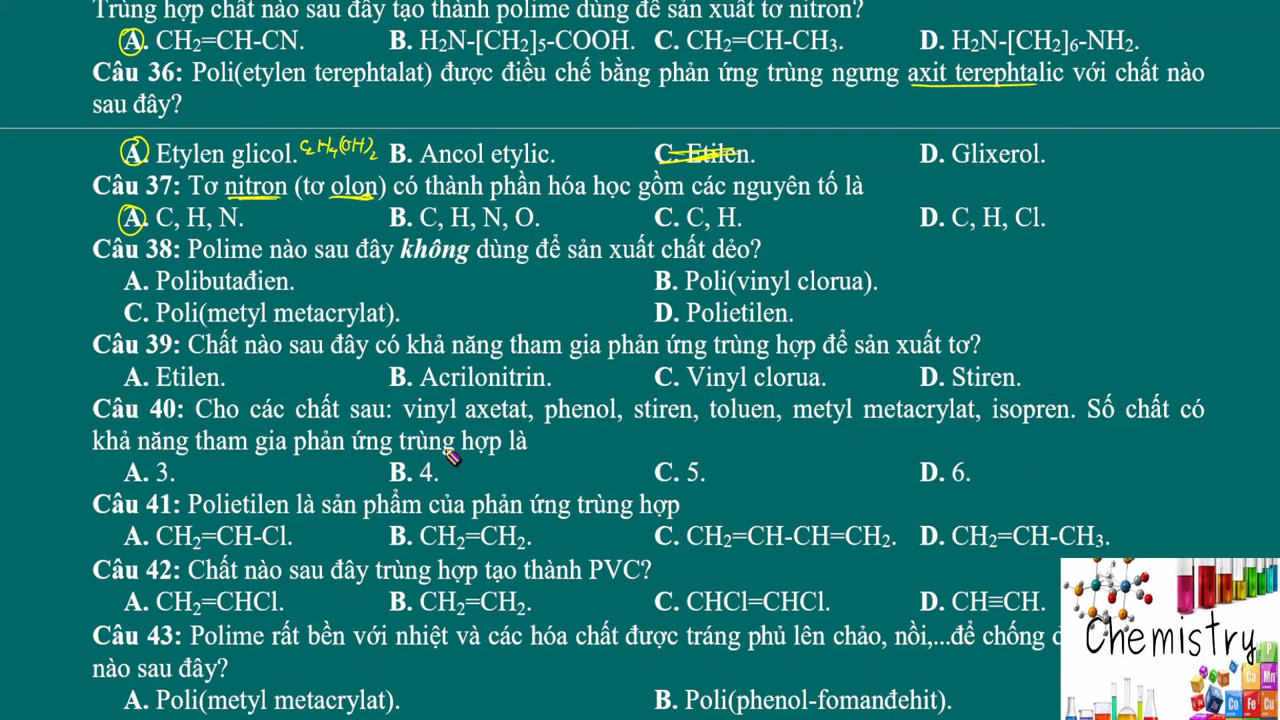 Trùng hợp chất nào sau đây tạo thành polime dùng để sản xuất tơ nitron?
A. CH₂=CH-CN. B. H₂N-[CH₂]₅-COOH. C. CH₂=CH-CH₃. D. H₂N-[CH₂]₆-NH₂.
Câu 36: Poli(etylen terephtalat) được điều chế bằng phản ứng trùng ngưng axit terephtalic với chất nào
sau đây?
A. Etylen glicol. C₂H₄(OH)₂ B. Ancol etylic. C. Etilen. D. Glixerol.
Câu 37: Tơ nitron (tơ olon) có thành phần hóa học gồm các nguyên tố là
A. C, H, N. B. C, H, N, O. C. C, H. D. C, H, Cl.
Câu 38: Polime nào sau đây không dùng để sản xuất chất dẻo?
A. Polibutađien. B. Poli(vinyl clorua).
C. Poli(metyl metacrylat). D. Polietilen.
Câu 39: Chất nào sau đây có khả năng tham gia phản ứng trùng hợp để sản xuất tơ?
A. Etilen. B. Acrilonitrin. C. Vinyl clorua. D. Stiren.
Câu 40: Cho các chất sau: vinyl axetat, phenol, stiren, toluen, metyl metacrylat, isopren. Số chất có
khả năng tham gia phản ứng trùng hợp là
A. 3. B. 4. C. 5. D. 6.
Câu 41: Polietilen là sản phẩm của phản ứng trùng hợp
A. CH₂=CH-Cl. B. CH₂=CH₂. C. CH₂=CH-CH=CH₂. D. CH₂=CH-CH₃.
Câu 42: Chất nào sau đây trùng hợp tạo thành PVC?
A. CH₂=CHCl. B. CH₂=CH₂. C. CHCl=CHCl. D. CH≡CH.
Câu 43: Polime rất bền với nhiệt và các hóa chất được tráng phủ lên chảo, nồi,...để chống
nào sau đây?
A. Poli(metyl metacrylat). B. Poli(phenol-fomanđehit).
Chemistry
P
Ca Mn
Fe Co